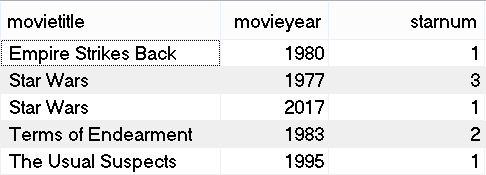 movietitle movieyear starnum
Empire Strikes Back 1980 1
Star Wars 1977 3
Star Wars 2017 1
Terms of Endearment 1983 2
The Usual Suspects 1995 1